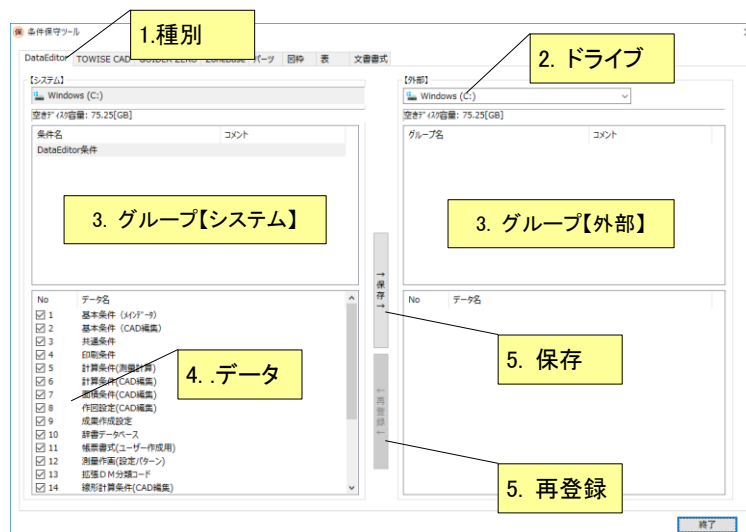 条件保守ツール
1.種別
DataEditor TOWISE CAD パーツ 図枠 表 文書書式
2. ドライブ
【システム】
Windows (C:)
空きﾃﾞｨｽｸ容量: 75.25[GB]
条件名 コメント
DataEditor条件
3. グループ【システム】
【外部】
Windows (C:)
空きﾃﾞｨｽｸ容量: 75.25[GB]
グループ名 コメント
3. グループ【外部】
→保存→
←再登録←
No データ名
1 基本条件 (ﾒｲﾝﾃﾞｰﾀ)
2 基本条件 (CAD編集)
3 共通条件
4 印刷条件
5 計算条件(測量計算)
6 計算条件(CAD編集)
7 面積条件(CAD編集)
8 作図設定(CAD編集)
9 成果作成設定
10 辞書データベース
11 帳票書式(ユーザー作成用)
12 測量作画(設定パターン)
13 拡張DM分類コード
14 線形計算条件(CAD編集)
4. .データ
No データ名
5. 保存
5. 再登録
終了